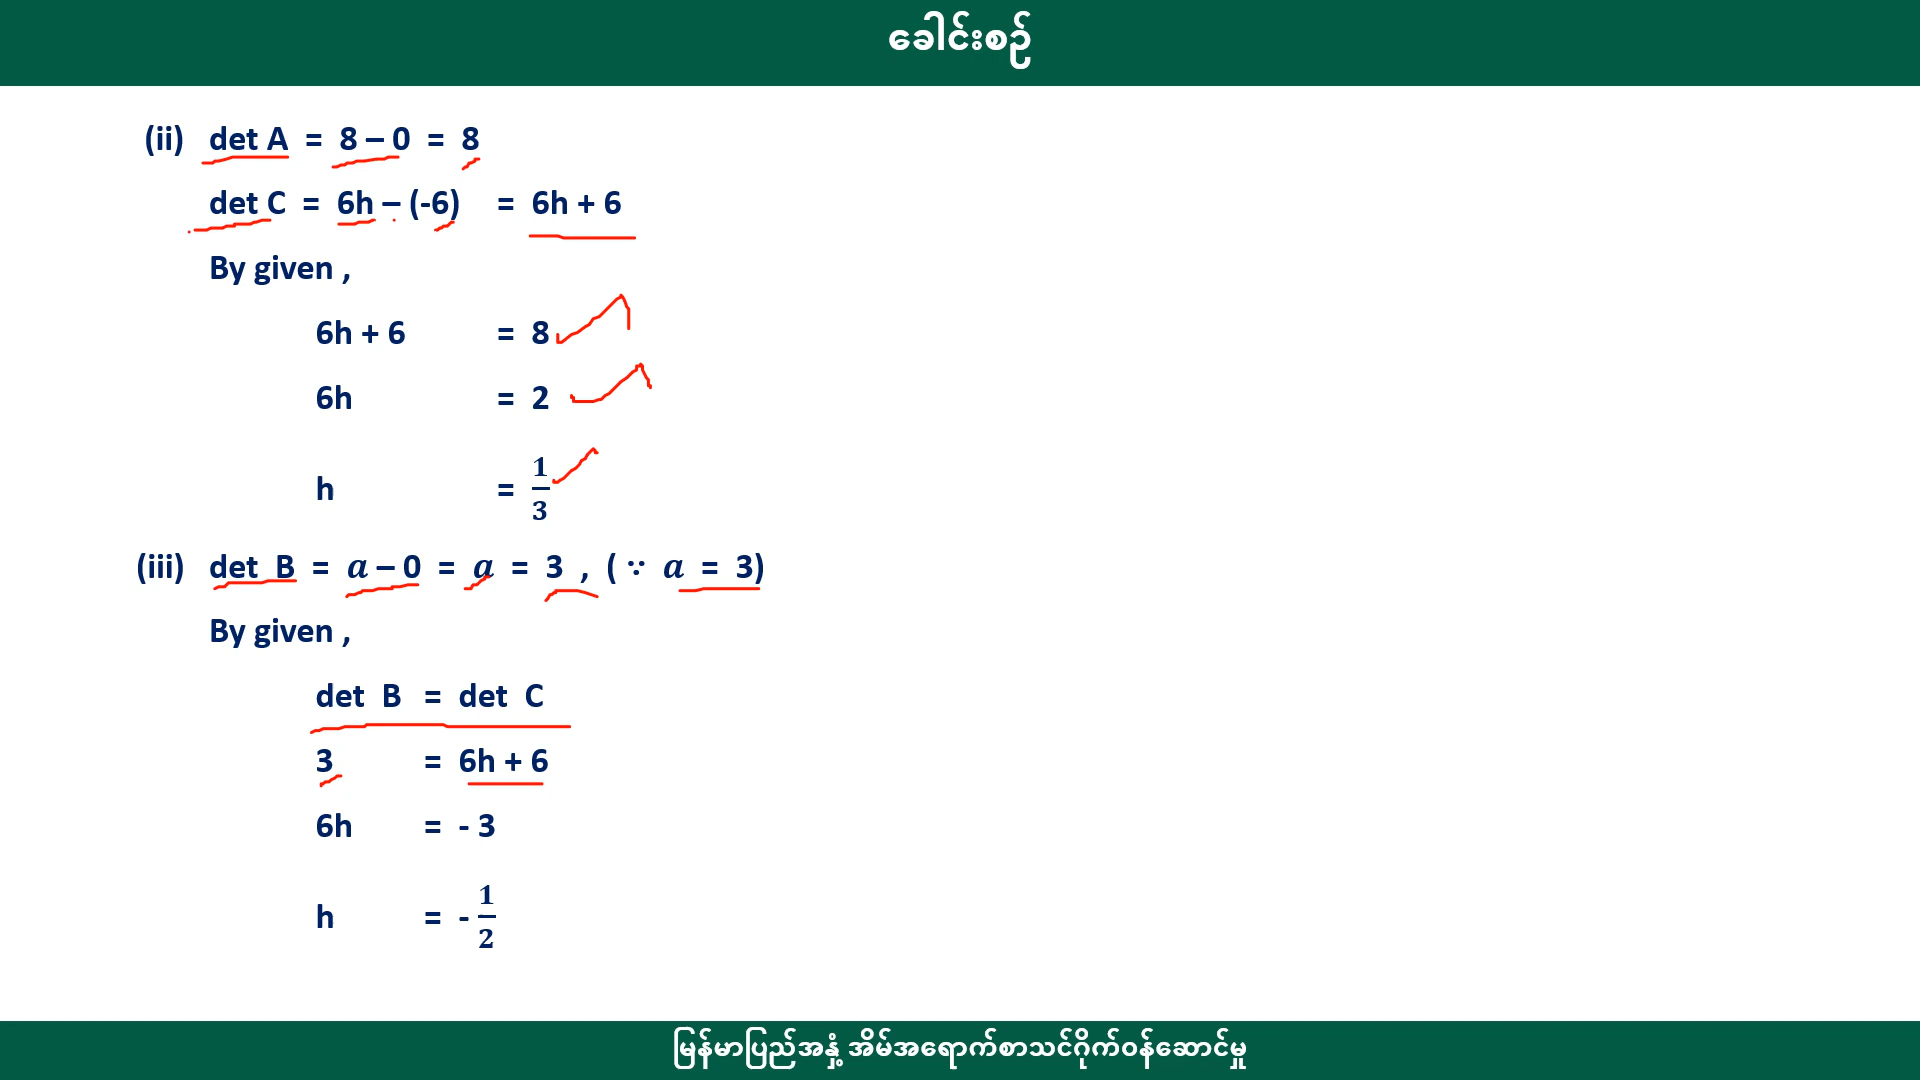 ခေါင်းစဉ်
(ii) det A = 8 – 0 = 8
det C = 6h – (-6) = 6h + 6
By given ,
6h + 6 = 8
6h = 2
h = 1/3
(iii) det B = a – 0 = a = 3 , ( ∵ a = 3)
By given ,
det B = det C
3 = 6h + 6
6h = - 3
h = - 1/2
မြန်မာပြည်အနှံ့ အိမ်အရောက်စာသင်ဂိုက်ဝန်ဆောင်မှု